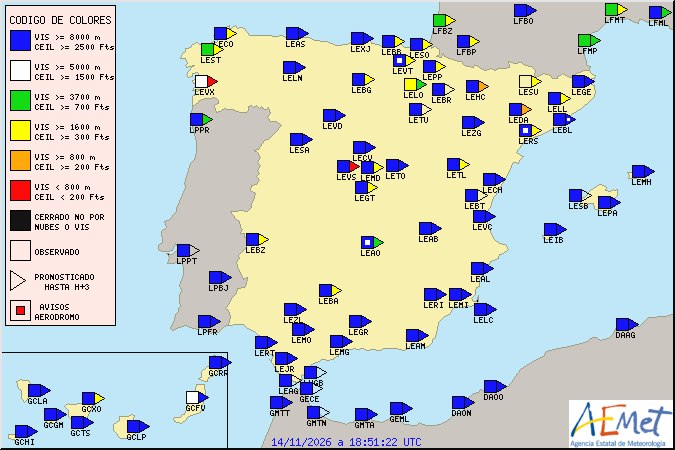 CODIGO DE COLORES
VIS >= 8000 m
CEIL >= 2500 Fts
VIS >= 5000 m
CEIL >= 1500 Fts
VIS >= 3700 m
CEIL >= 700 Fts
VIS >= 1600 m
CEIL >= 300 Fts
VIS >= 800 m
CEIL >= 200 Fts
VIS < 800 m
CEIL < 200 Fts
CERRADO NO POR
NUBES O VIS
OBSERVADO
PRONOSTICADO
HASTA H+3
AVISOS
AERODROMO
LFBO
LFMT
LFML
LFBZ
LECO
LEAS
LEXJ
LEBB
LESO
LFBP
LFMP
LEST
LEVT
LEPP
LELN
LEVX
LEBG
LELO
LEBR
LEHC
LESU
LEGE
LELL
LPPR
LEVD
LETU
LEZG
LEDA
LEBL
LERS
LESA
LECV
LEVS
LEMD
LETO
LETL
LECH
LEMH
LEGT
LEBT
LESB
LEPA
LEVC
LEBZ
LEAO
LEAB
LEIB
LPPT
LPBJ
LEAL
LEBA
LERI
LEMI
LEZL
LELC
LPFR
LEMO
LEGR
DAAG
LERT
LEMG
LEAM
LEJR
GCRR
LXGB
LEAG
DAOO
GCLA
GCXO
GCFV
GECE
GMTT
GEML
DAON
GCGM
GCTS
GCLP
GMTN
GMTA
GCHI
14/11/2026 a 18:51:22 UTC
AEMet
Agencia Estatal de Meteorología